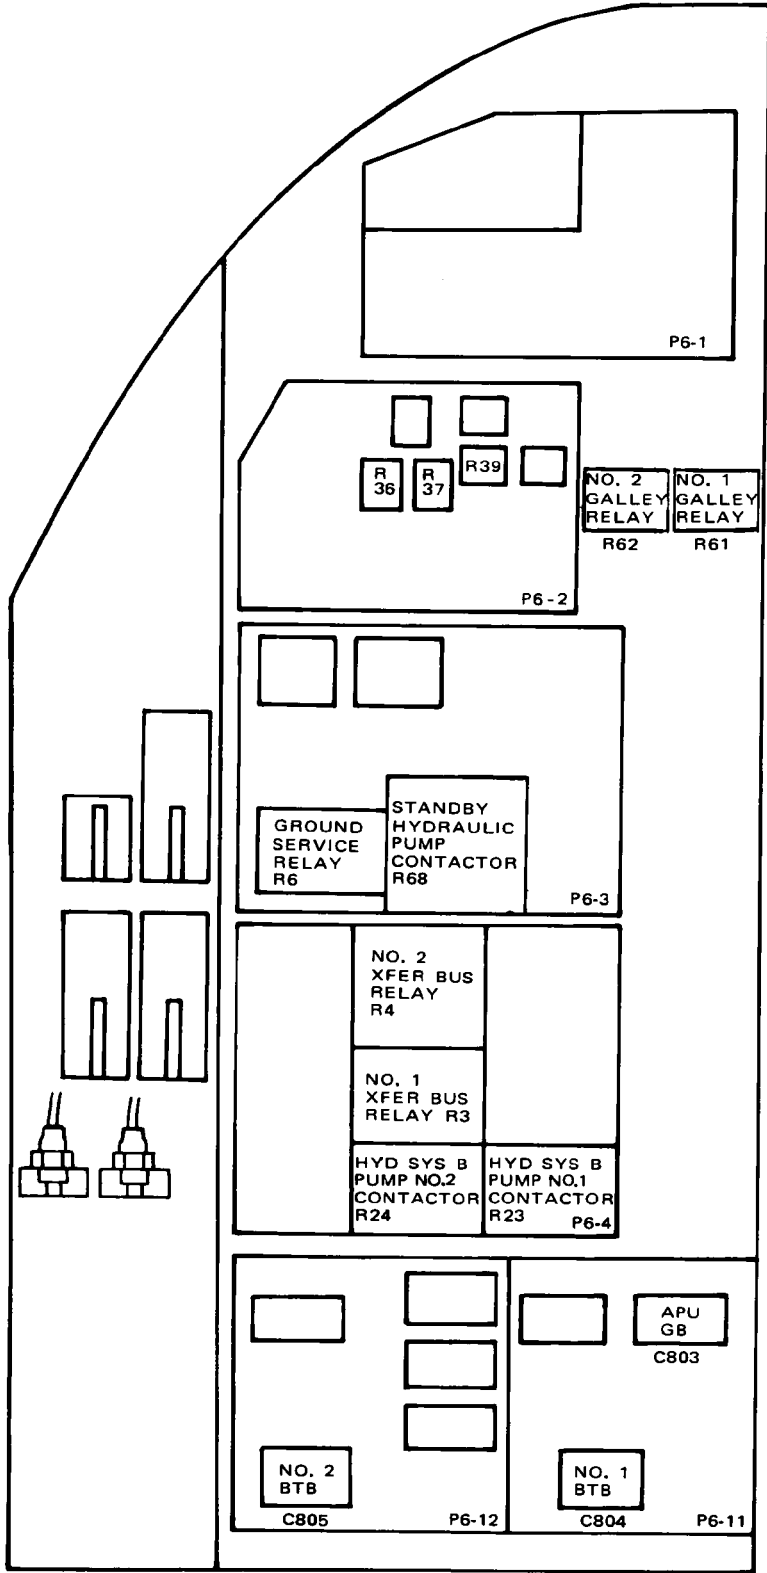 P6-1
R
36
R
37
R39
NO. 2
GALLEY
RELAY
R62
NO. 1
GALLEY
RELAY
R61
P6-2
GROUND
SERVICE
RELAY
R6
STANDBY
HYDRAULIC
PUMP
CONTACTOR
R68
P6-3
NO. 2
XFER BUS
RELAY
R4
NO. 1
XFER BUS
RELAY R3
HYD SYS B
PUMP NO.2
CONTACTOR
R24
HYD SYS B
PUMP NO.1
CONTACTOR
R23
P6-4
APU
GB
C803
NO. 2
BTB
C805
P6-12
NO. 1
BTB
C804
P6-11